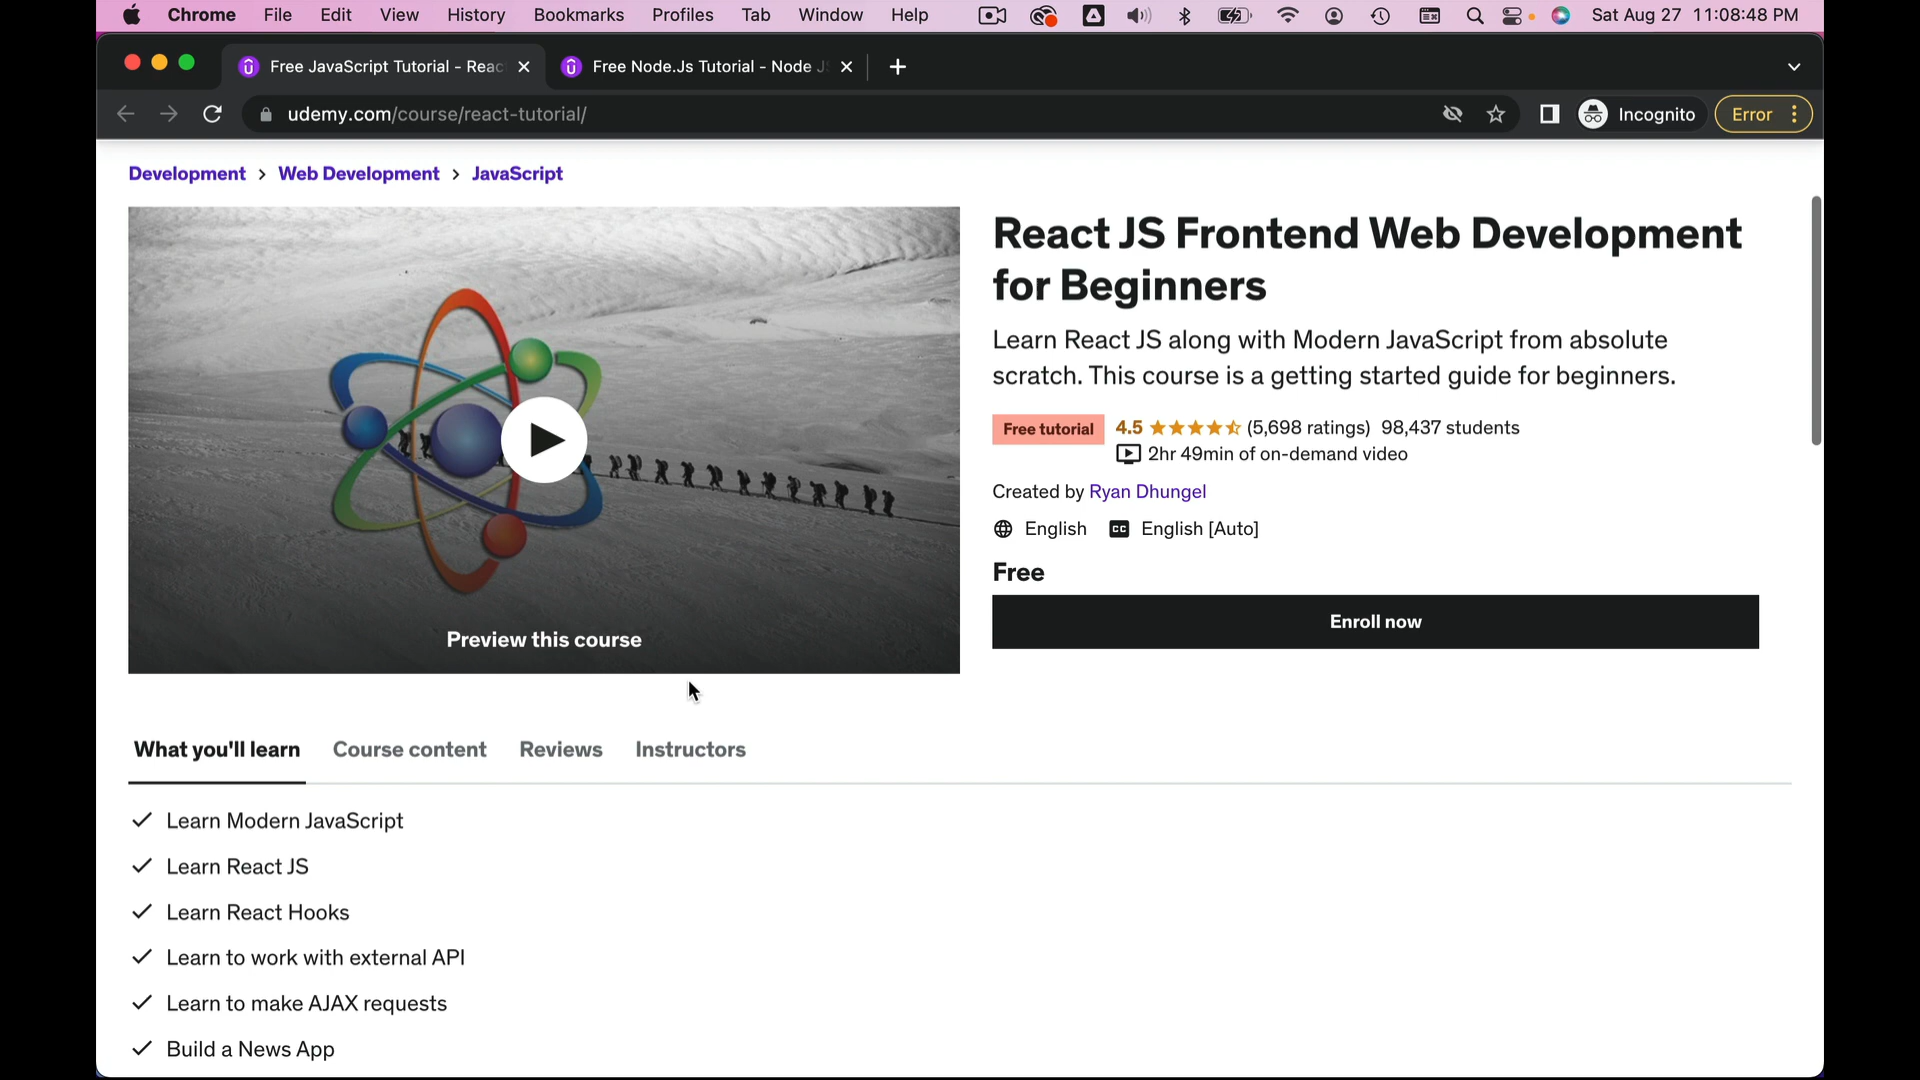 Chrome File Edit View History Bookmarks Profiles Tab Window Help Sat Aug 27 11:08:48 PM
Free JavaScript Tutorial - Reac Free Node.Js Tutorial - Node JS
udemy.com/course/react-tutorial/ Incognito Error
Development > Web Development > JavaScript
React JS Frontend Web Development
for Beginners
Learn React JS along with Modern JavaScript from absolute
scratch. This course is a getting started guide for beginners.
Free tutorial 4.5 (5,698 ratings) 98,437 students
2hr 49min of on-demand video
Created by Ryan Dhungel
English CC English [Auto]
Free
Enroll now
Preview this course
What you'll learn Course content Reviews Instructors
Learn Modern JavaScript
Learn React JS
Learn React Hooks
Learn to work with external API
Learn to make AJAX requests
Build a News App